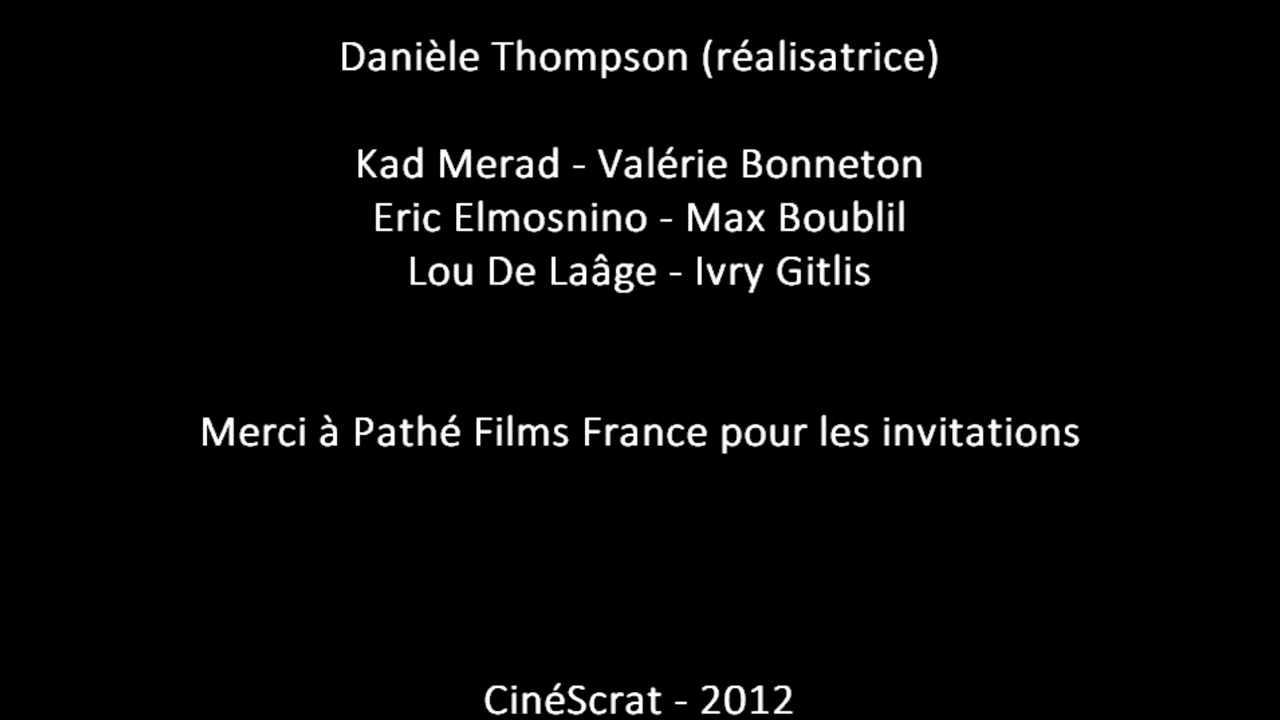 Danièle Thompson (réalisatrice)
Kad Merad - Valérie Bonneton
Eric Elmosnino - Max Boublil
Lou De Laâge - Ivry Gitlis
Merci à Pathé Films France pour les invitations
CinéScrat - 2012